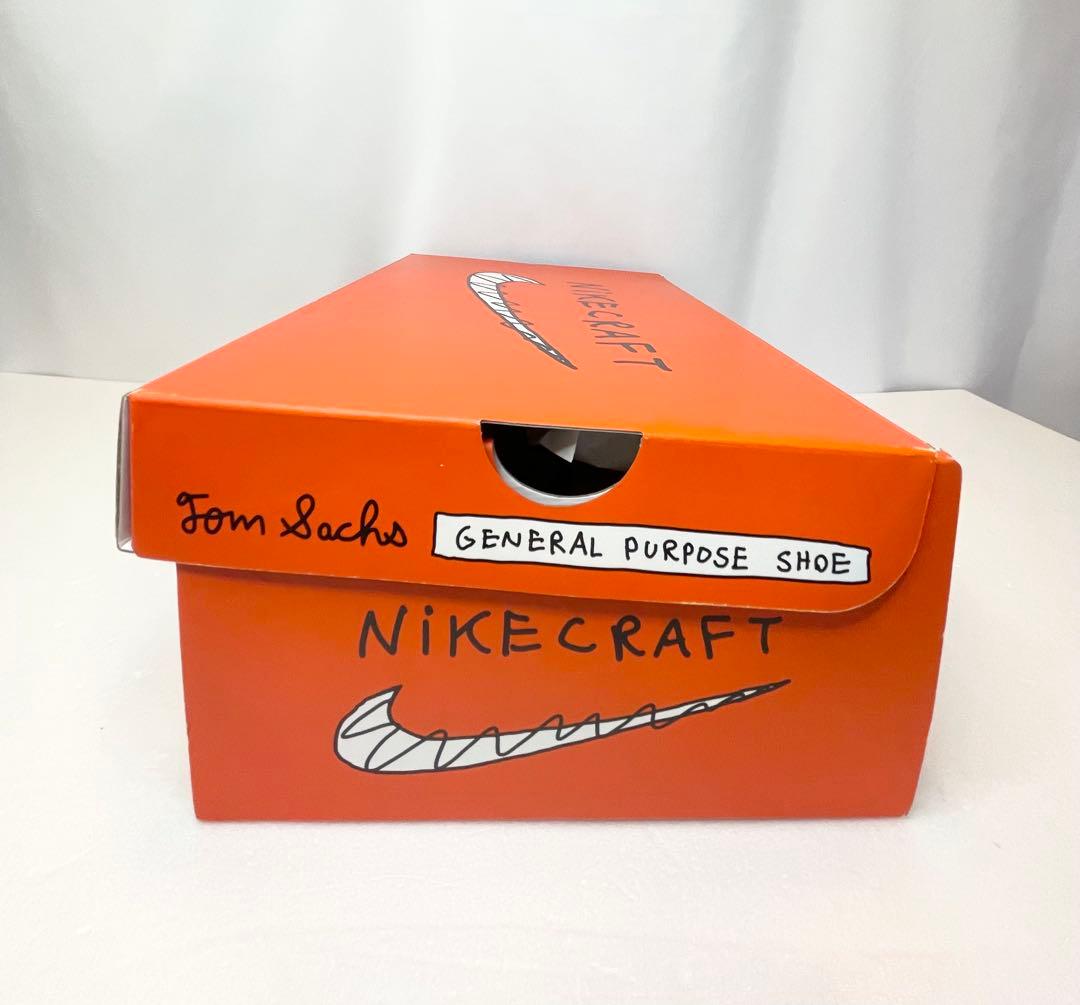 NIKECRAFT
Tom Sachs
GENERAL PURPOSE SHOE
NiKECRAFT